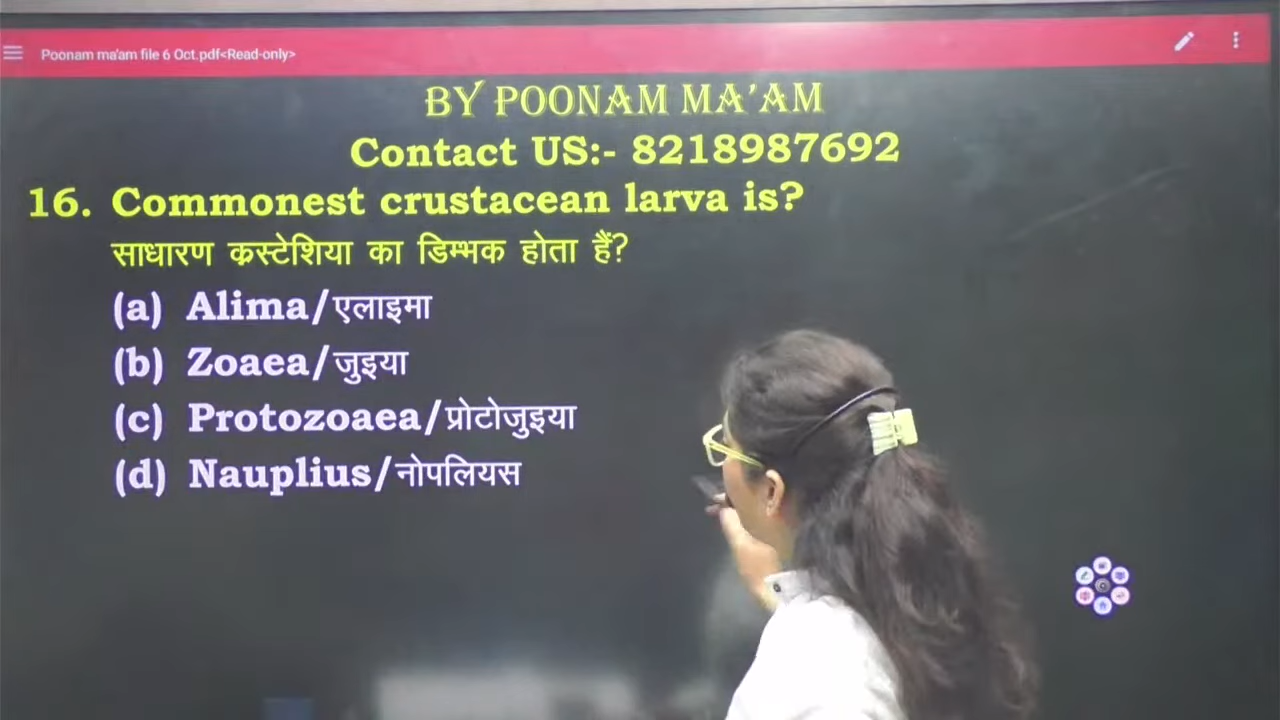 Poonam ma'am file 6 Oct.pdf<Read-only>
BY POONAM MA'AM
Contact US:- 8218987692
16. Commonest crustacean larva is?
साधारण क्रस्टेशिया का डिम्भक होता हैं?
(a) Alima/एलाइमा
(b) Zoaea/जुइया
(c) Protozoaea/प्रोटोजुइया
(d) Nauplius/नोपलियस